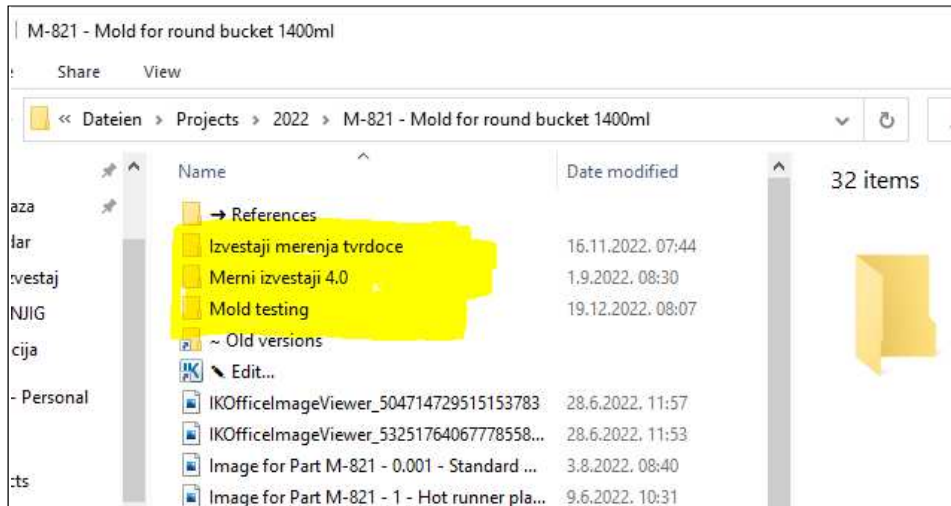 M-821 - Mold for round bucket 1400ml
Share View
« Dateien > Projects > 2022 > M-821 - Mold for round bucket 1400ml
Name Date modified
32 items
→ References
Izvestaji merenja tvrdoce 16.11.2022. 07:44
Merni izvestaji 4.0 1.9.2022. 08:30
Mold testing 19.12.2022. 08:07
~ Old versions
Edit...
IKOfficeImageViewer_504714729515153783 28.6.2022. 11:57
IKOfficeImageViewer_53251764067778558... 28.6.2022. 11:53
Image for Part M-821 - 0.001 - Standard ... 3.8.2022. 08:40
Image for Part M-821 - 1 - Hot runner pla... 9.6.2022. 10:31
aza
dar
zvestaj
NJIG
cija
- Personal
cts